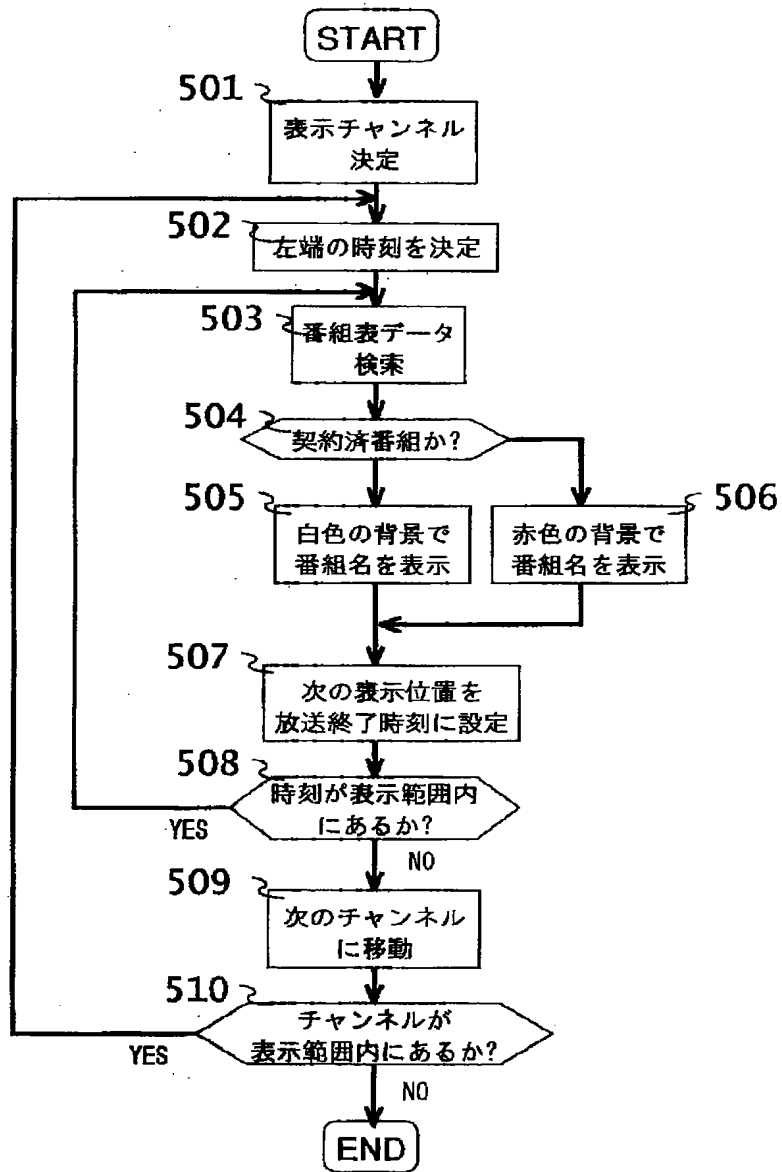 START
501
表示チャンネル
決定
502
左端の時刻を決定
503
番組表データ
検索
504
契約済番組か?
505
白色の背景で
番組名を表示
506
赤色の背景で
番組名を表示
507
次の表示位置を
放送終了時刻に設定
508
時刻が表示範囲内
にあるか?
YES
NO
509
次のチャンネル
に移動
510
チャンネルが
表示範囲内にあるか?
YES
NO
END